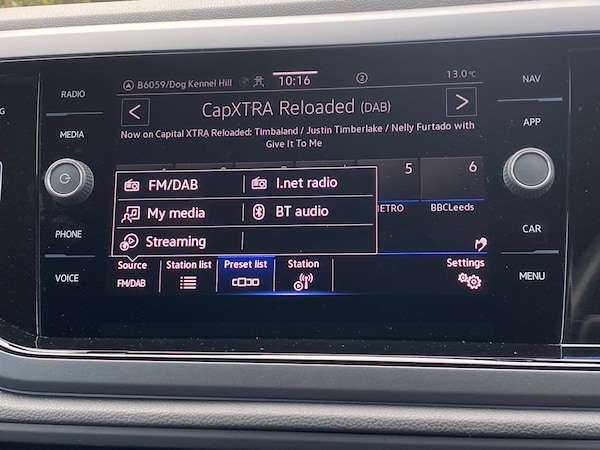 B6059/Dog Kennel Hill
10:16
2
13.0°C
CapXTRA Reloaded (DAB)
Now on Capital XTRA Reloaded: Timbaland / Justin Timberlake / Nelly Furtado with
Give It To Me
RADIO
MEDIA
PHONE
VOICE
NAV
APP
CAR
MENU
G
5
6
ETRO
BBCLeeds
FM/DAB
I.net radio
My media
BT audio
Streaming
Source
FM/DAB
Station list
Preset list
Station
Settings